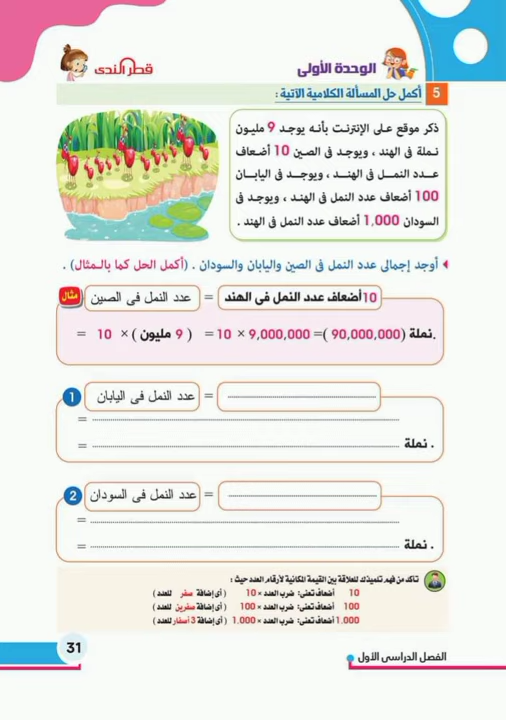 قطر الندى
الوحدة الأولى
5 أكمل حل المسألة الكلامية الآتية :
ذكر موقع على الإنترنت بأنه يوجد 9 مليون
نملة فى الهند ، ويوجد فى الصين 10 أضعاف
عدد النمل فى الهند ، ويوجد فى اليابان
100 أضعاف عدد النمل فى الهند ، ويوجد فى
السودان 1,000 أضعاف عدد النمل فى الهند .
أوجد إجمالى عدد النمل فى الصين واليابان والسودان . (أكمل الحل كما بالـمثال) .
مثال عدد النمل فى الصين = 10 أضعاف عدد النمل فى الهند
= 10 × ( 9 مليون ) = 10 × 9,000,000 =( 90,000,000) نملة.
1 عدد النمل فى اليابان = ..............
= ..............
= .............. نملة .
2 عدد النمل فى السودان = ..............
= ..............
= .............. نملة .
تأكد من فهم تلميذك للعلاقة بين القيمة المكانية لأرقام العدد حيث :
10 أضعاف تعنى: ضرب العدد × 10 ( أى إضافة صفر للعدد )
100 أضعاف تعنى: ضرب العدد × 100 ( أى إضافة صفرين للعدد )
1,000 أضعاف تعنى: ضرب العدد × 1,000 ( أى إضافة 3 أصفار للعدد )
الفصل الدراسى الأول
31